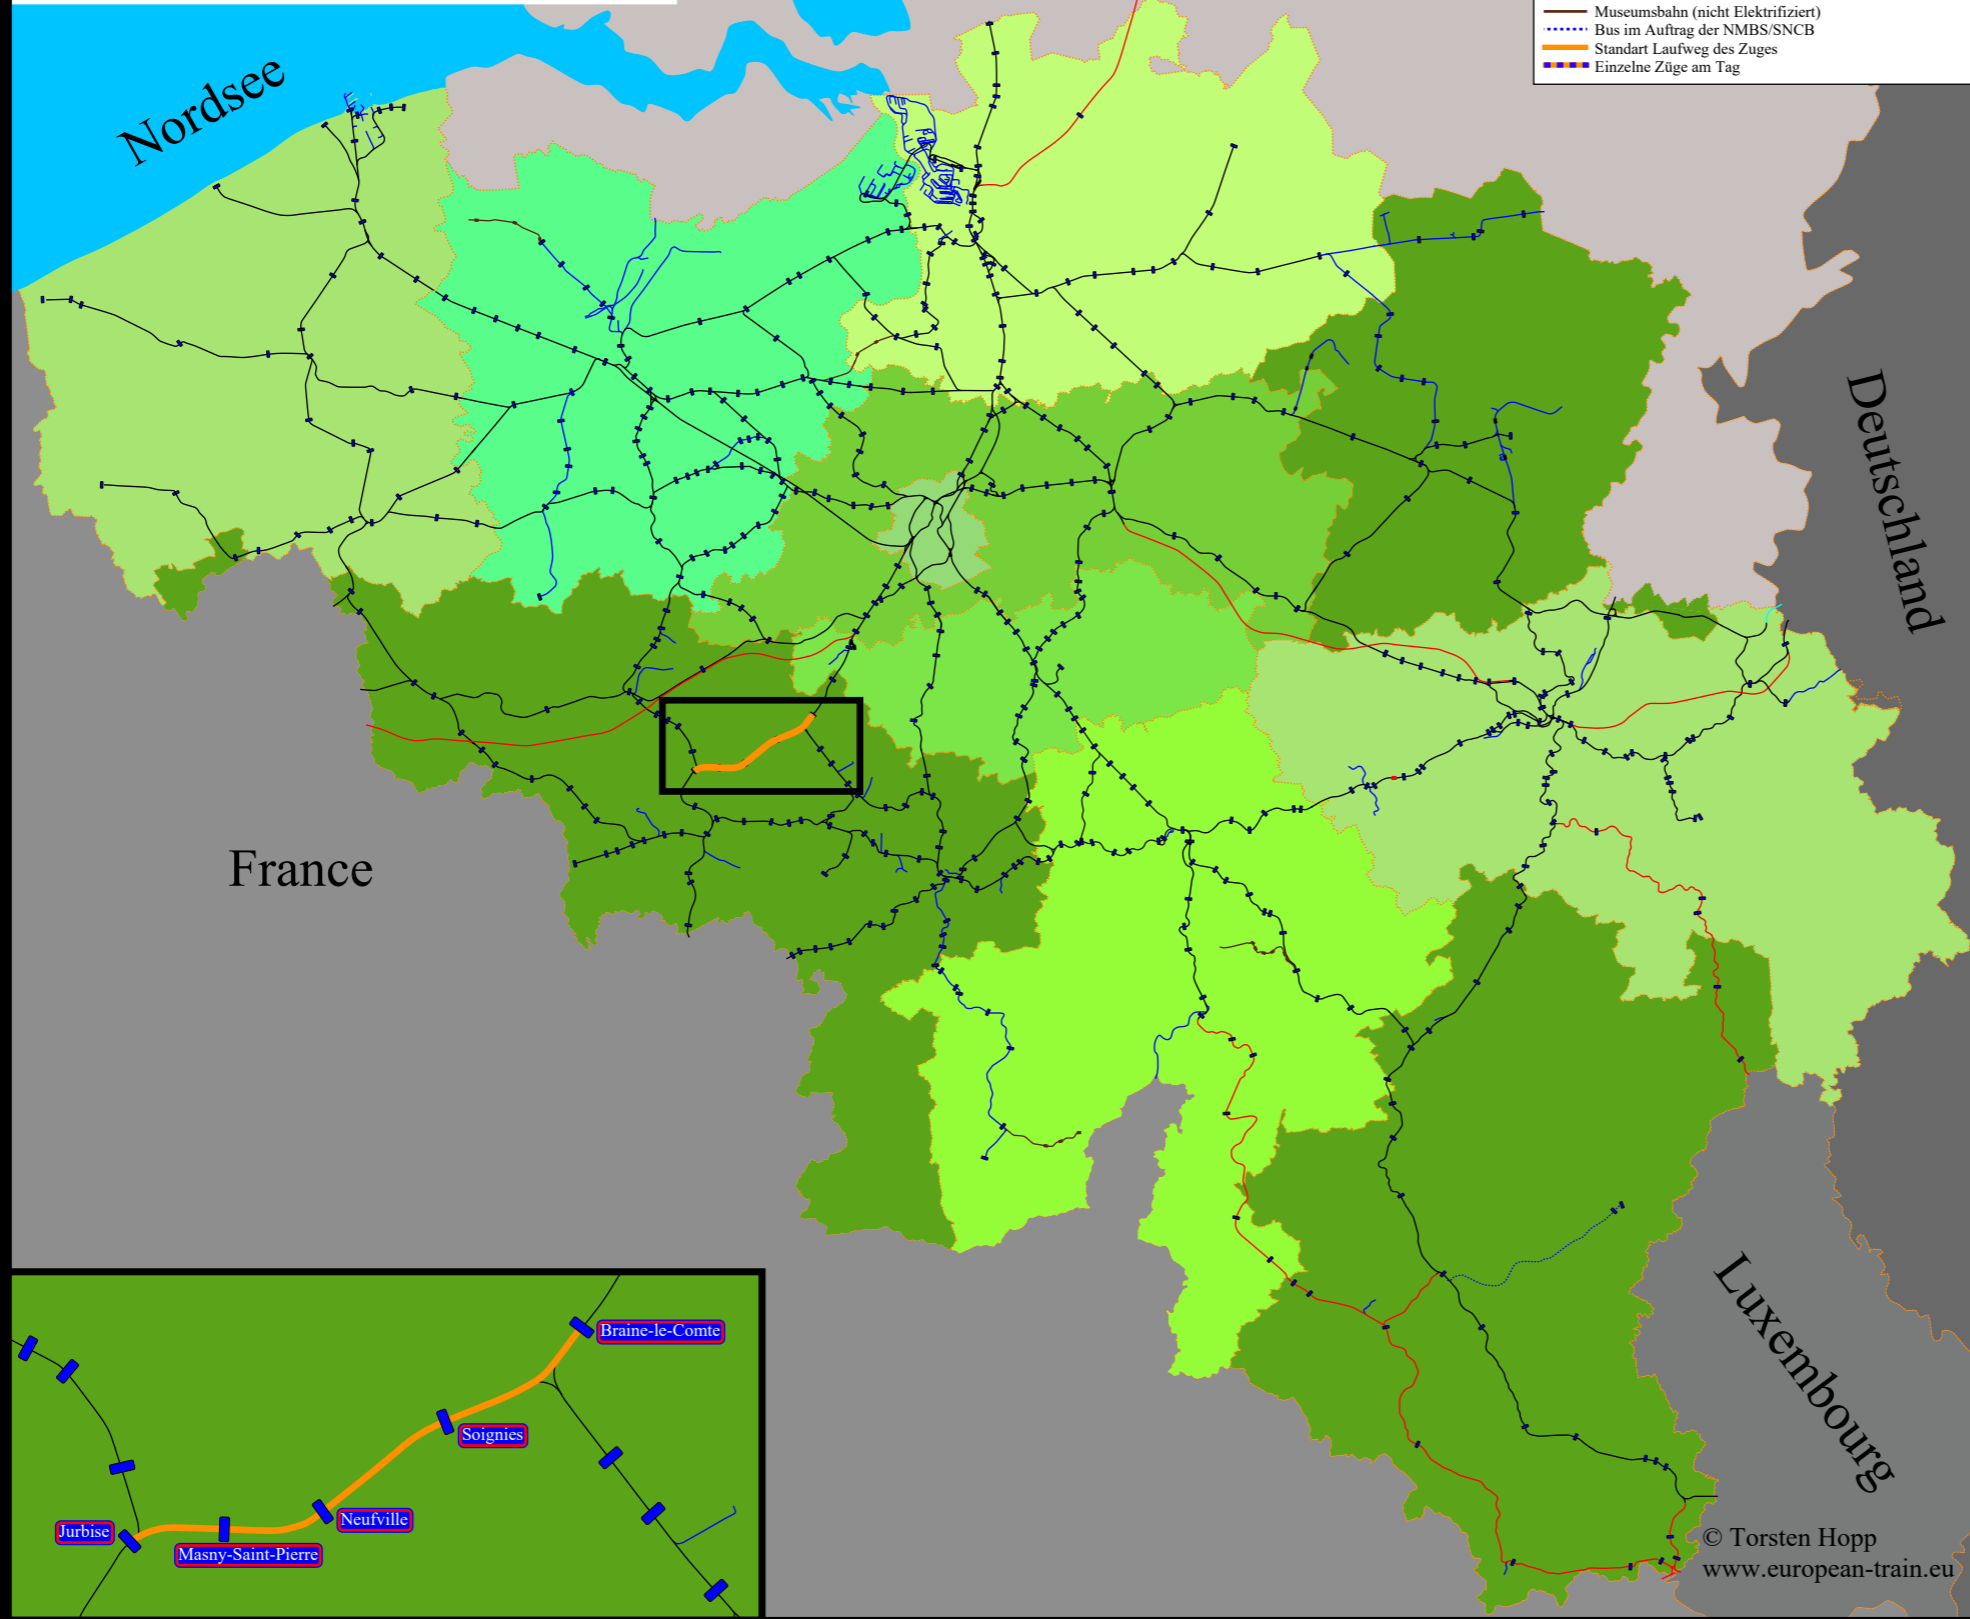 Museumsbahn (nicht Elektrifiziert)
Bus im Auftrag der NMBS/SNCB
Standart Laufweg des Zuges
Einzelne Züge am Tag
Nordsee
Deutschland
France
Luxembourg
Braine-le-Comte
Soignies
Neufville
Jurbise
Masny-Saint-Pierre
© Torsten Hopp
www.european-train.eu